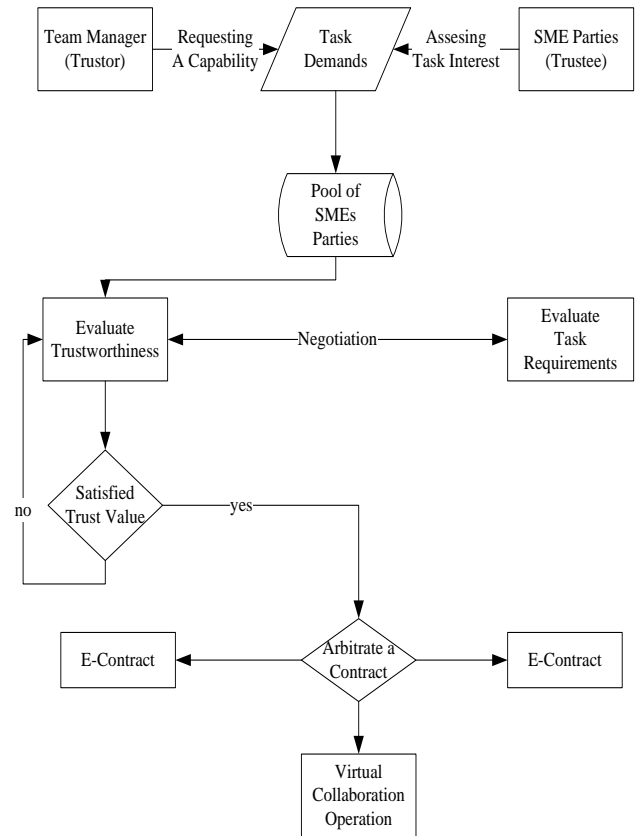 Team Manager
(Trustor)
Requesting
A Capability
Task
Demands
Assesing
Task Interest
SME Parties
(Trustee)
Pool of
SMEs
Parties
Evaluate
Trustworthiness
Negotiation
Evaluate
Task
Requirements
Satisfied
Trust Value
no
yes
Arbitrate a
Contract
E-Contract
E-Contract
Virtual
Collaboration
Operation